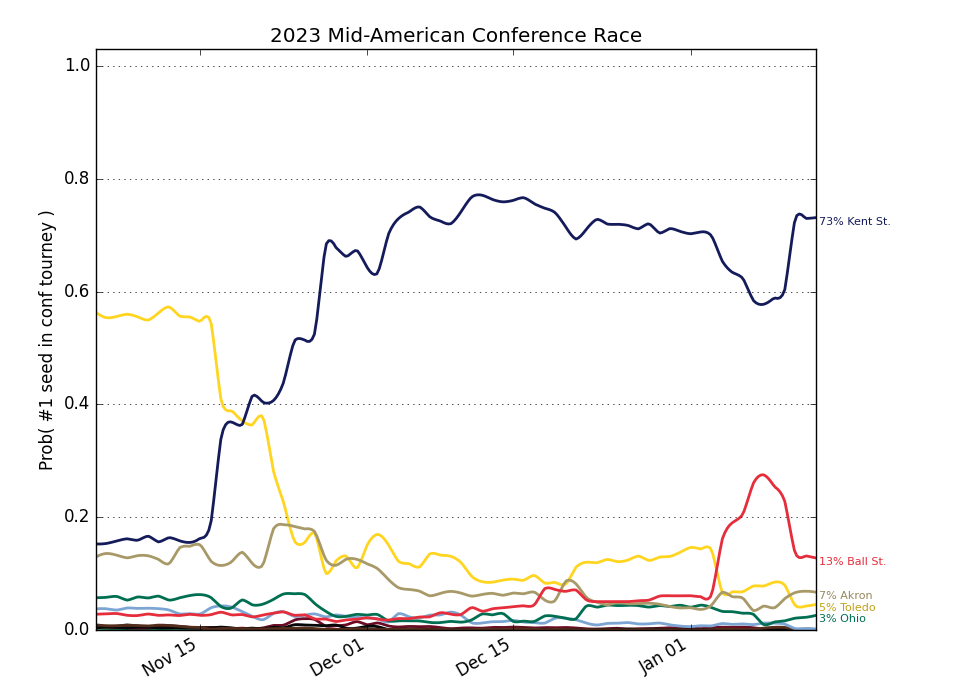 2023 Mid-American Conference Race
Prob( #1 seed in conf tourney )
1.0
0.8
0.6
0.4
0.2
0.0
73% Kent St.
13% Ball St.
7% Akron
5% Toledo
3% Ohio
Nov 15
Dec 01
Dec 15
Jan 01